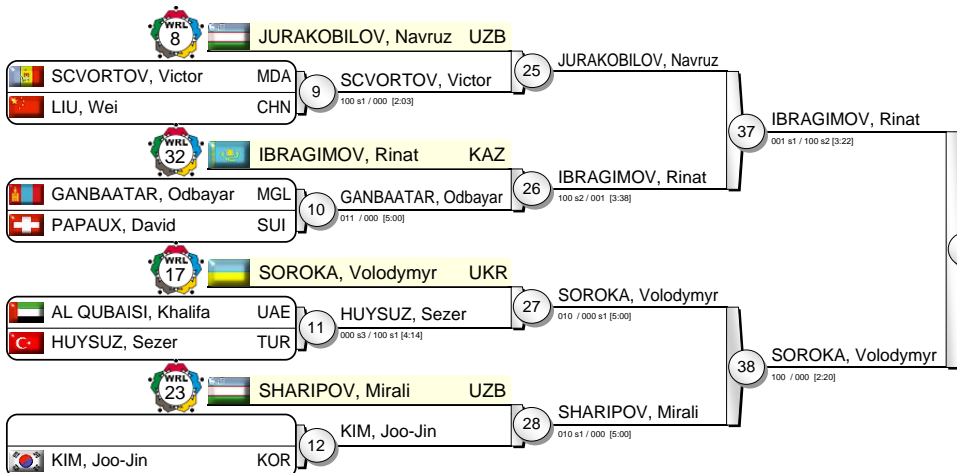 WRL
8
JURAKOBILOV, Navruz UZB
SCVORTOV, Victor MDA
LIU, Wei CHN
9
SCVORTOV, Victor
100 s1 / 000 [2:03]
25
JURAKOBILOV, Navruz
WRL
32
IBRAGIMOV, Rinat KAZ
GANBAATAR, Odbayar MGL
PAPAUX, David SUI
10
GANBAATAR, Odbayar
011 / 000 [5:00]
26
IBRAGIMOV, Rinat
100 s2 / 001 [3:38]
37
IBRAGIMOV, Rinat
001 s1 / 100 s2 [3:22]
WRL
17
SOROKA, Volodymyr UKR
AL QUBAISI, Khalifa UAE
HUYSUZ, Sezer TUR
11
HUYSUZ, Sezer
000 s3 / 100 s1 [4:14]
27
SOROKA, Volodymyr
010 / 000 s1 [5:00]
WRL
23
SHARIPOV, Mirali UZB
KIM, Joo-Jin KOR
12
KIM, Joo-Jin
28
SHARIPOV, Mirali
010 s1 / 000 [5:00]
38
SOROKA, Volodymyr
100 / 000 [2:20]